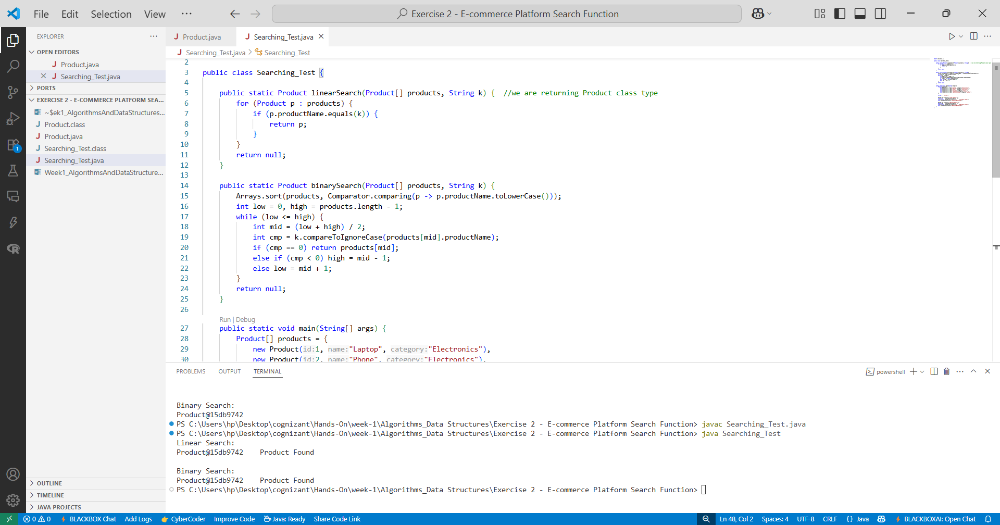 File Edit Selection View ··· Exercise 2 - E-commerce Platform Search Function
EXPLORER ···
OPEN EDITORS
Product.java
Searching_Test.java
PORTS
EXERCISE 2 - E-COMMERCE PLATFORM SEA...
~$ek1_AlgorithmsAndDataStructures...
Product.class
Product.java
Searching_Test.class
Searching_Test.java
Week1_AlgorithmsAndDataStructure...
OUTLINE
TIMELINE
JAVA PROJECTS
1
Product.java Searching_Test.java
Searching_Test.java > Searching_Test
2
3 public class Searching_Test {
4
5 public static Product linearSearch(Product[] products, String k) { //we are returning Product class type
6 for (Product p : products) {
7 if (p.productName.equals(k)) {
8 return p;
9 }
10 }
11 return null;
12 }
13
14 public static Product binarySearch(Product[] products, String k) {
15 Arrays.sort(products, Comparator.comparing(p -> p.productName.toLowerCase()));
16 int low = 0, high = products.length - 1;
17 while (low <= high) {
18 int mid = (low + high) / 2;
19 int cmp = k.compareToIgnoreCase(products[mid].productName);
20 if (cmp == 0) return products[mid];
21 else if (cmp < 0) high = mid - 1;
22 else low = mid + 1;
23 }
24 return null;
25 }
26
Run | Debug
27 public static void main(String[] args) {
28 Product[] products = {
29 new Product(id:1, name:"Laptop", category:"Electronics"),
30 new Product(id:2, name:"Phone", category:"Electronics"),
PROBLEMS OUTPUT TERMINAL powershell
Binary Search:
Product@15db9742
PS C:\Users\hp\Desktop\cognizant\Hands-On\week-1\Algorithms_Data Structures\Exercise 2 - E-commerce Platform Search Function> javac Searching_Test.java
PS C:\Users\hp\Desktop\cognizant\Hands-On\week-1\Algorithms_Data Structures\Exercise 2 - E-commerce Platform Search Function> java Searching_Test
Linear Search:
Product@15db9742 Product Found
Binary Search:
Product@15db9742 Product Found
PS C:\Users\hp\Desktop\cognizant\Hands-On\week-1\Algorithms_Data Structures\Exercise 2 - E-commerce Platform Search Function>
0 0 BLACKBOX Chat Add Logs CyberCoder Improve Code Java: Ready Share Code Link Ln 48, Col 2 Spaces: 4 UTF-8 CRLF {} Java BLACKBOXAI: Open Chat